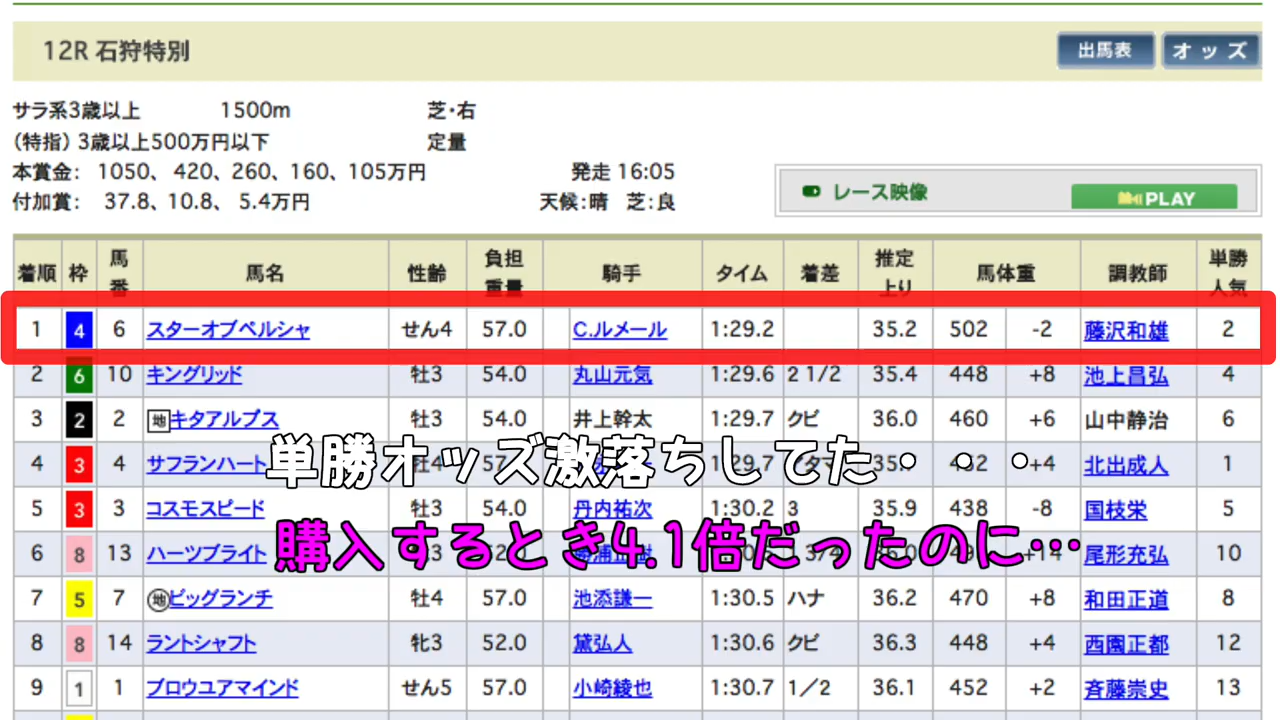 12R 石狩特別 出馬表 オッズ
サラ系3歳以上 1500m 芝・右
(特指) 3歳以上500万円以下 定量
本賞金： 1050、 420、 260、 160、 105万円 発走 16:05
付加賞： 37.8、 10.8、 5.4万円 天候：晴 芝：良
レース映像 PLAY
着順 枠 馬番 馬名 性齢 負担重量 騎手 タイム 着差 推定上り 馬体重 調教師 単勝人気
1 4 6 スターオブペルシャ せん4 57.0 C.ルメール 1:29.2 35.2 502 -2 藤沢和雄 2
2 6 10 キングリッド 牡3 54.0 丸山元気 1:29.6 2 1/2 35.4 448 +8 池上昌弘 4
3 2 2 地 キタアルプス 牡3 54.0 井上幹太 1:29.7 クビ 36.0 460 +6 山中静治 6
4 3 4 サフランハート 牡4 +4 北出成人 1
単勝オッズ激落ちしてた・・・
5 3 3 コスモスピード 牡3 54.0 丹内祐次 1:30.2 3 35.9 438 -8 国枝栄 5
6 8 13 ハーツブライト +14 尾形充弘 10
購入するとき4.1倍だったのに…
7 5 7 地 ビッグランチ 牡4 57.0 池添謙一 1:30.5 ハナ 36.2 470 +8 和田正道 8
8 8 14 ラントシャフト 牝3 52.0 黛弘人 1:30.6 クビ 36.3 448 +4 西園正都 12
9 1 1 ブロウユアマインド せん5 57.0 小崎綾也 1:30.7 1/2 36.1 452 +2 斉藤崇史 13